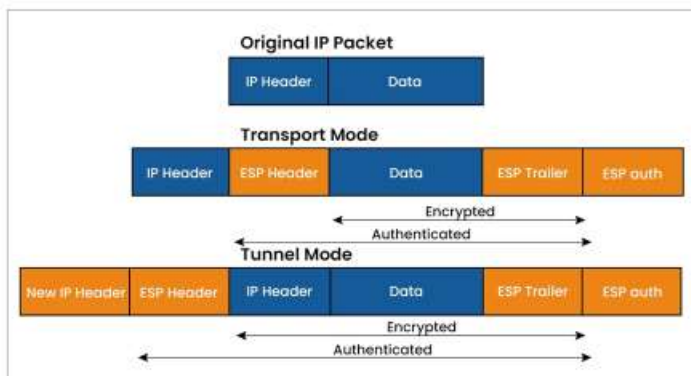 Original IP Packet
IP Header Data
Transport Mode
IP Header ESP Header Data ESP Trailer ESP auth
Encrypted
Authenticated
Tunnel Mode
New IP Header ESP Header IP Header Data ESP Trailer ESP auth
Encrypted
Authenticated